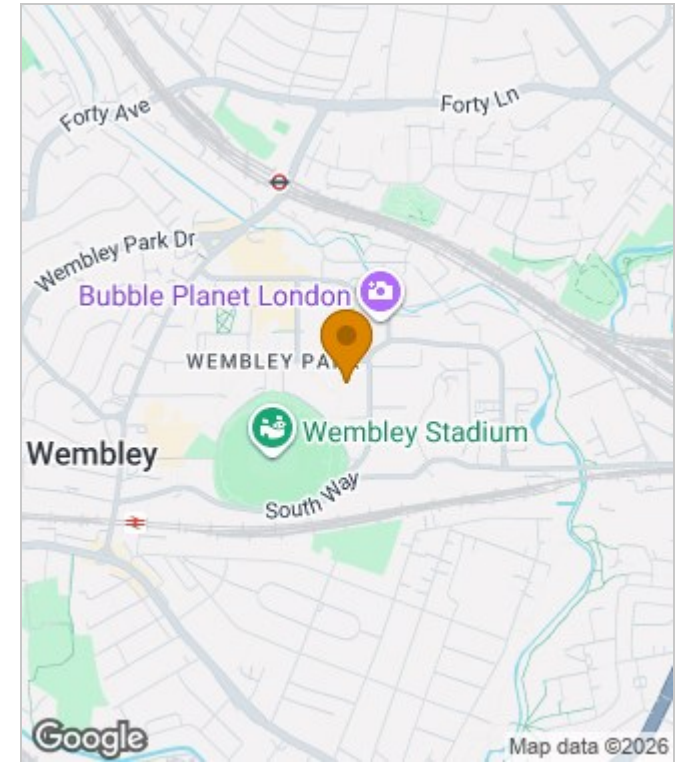 Forty Ave
Forty Ln
Wembley Park Dr
Bubble Planet London
WEMBLEY PA
Wembley Stadium
Wembley
South Way
Google
Map data ©2026